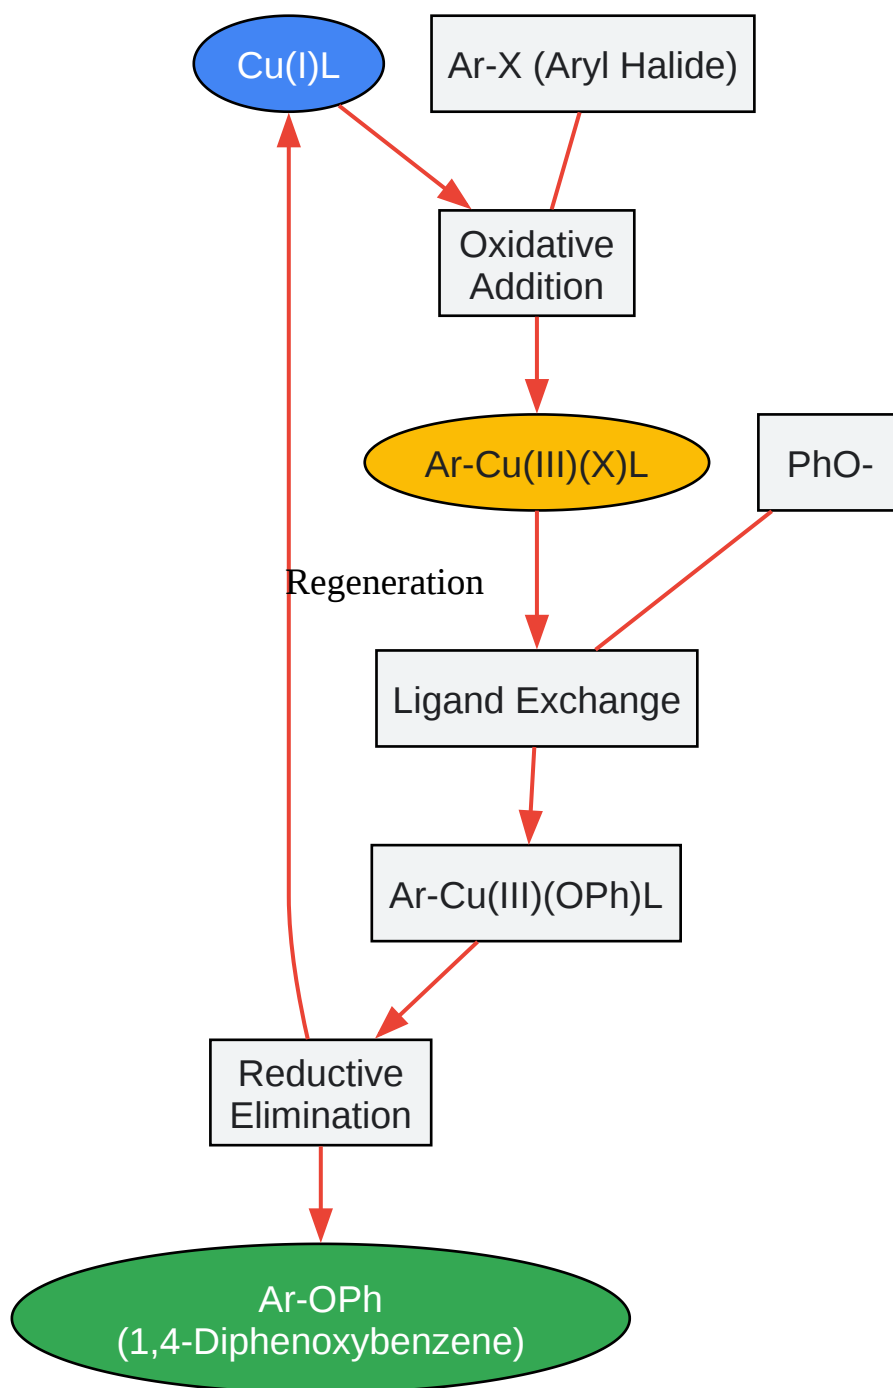 Cu(I)L
Ar-X (Aryl Halide)
Oxidative
Addition
Ar-Cu(III)(X)L
PhO-
Regeneration
Ligand Exchange
Ar-Cu(III)(OPh)L
Reductive
Elimination
Ar-OPh
(1,4-Diphenoxybenzene)